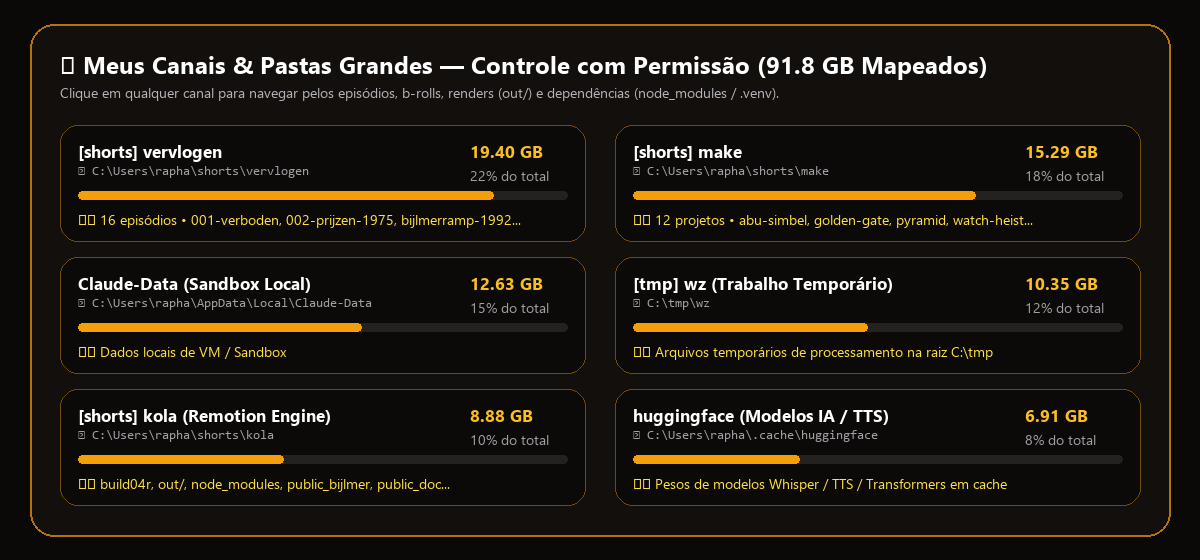 Meus Canais & Pastas Grandes — Controle com Permissão (91.8 GB Mapeados)
Clique em qualquer canal para navegar pelos episódios, b-rolls, renders (out/) e dependências (node_modules / .venv).
[shorts] vervlogen
19.40 GB
C:\Users\rapha\shorts\vervlogen
22% do total
16 episódios • 001-verboden, 002-prijzen-1975, bijlmerramp-1992...
[shorts] make
15.29 GB
C:\Users\rapha\shorts\make
18% do total
12 projetos • abu-simbel, golden-gate, pyramid, watch-heist...
Claude-Data (Sandbox Local)
12.63 GB
C:\Users\rapha\AppData\Local\Claude-Data
15% do total
Dados locais de VM / Sandbox
[tmp] wz (Trabalho Temporário)
10.35 GB
C:\tmp\wz
12% do total
Arquivos temporários de processamento na raiz C:\tmp
[shorts] kola (Remotion Engine)
8.88 GB
C:\Users\rapha\shorts\kola
10% do total
build04r, out/, node_modules, public_bijlmer, public_doc...
huggingface (Modelos IA / TTS)
6.91 GB
C:\Users\rapha\.cache\huggingface
8% do total
Pesos de modelos Whisper / TTS / Transformers em cache